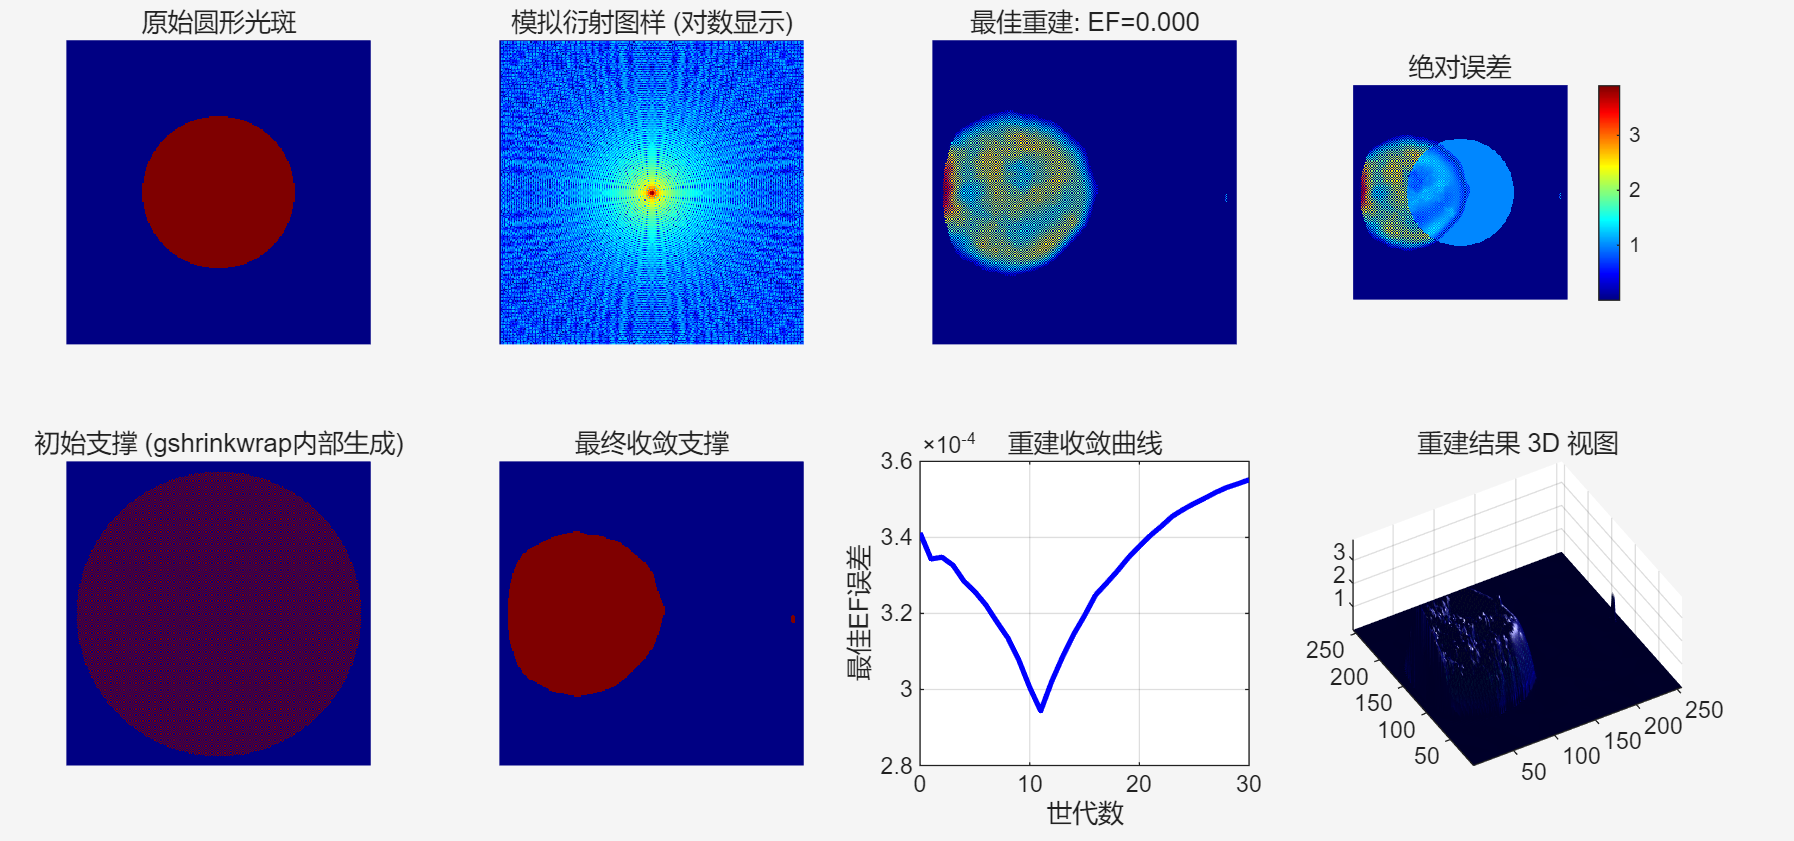 原始圆形光斑
模拟衍射图样 (对数显示)
最佳重建: EF=0.000
绝对误差
3
2
1
初始支撑 (gshrinkwrap内部生成)
最终收敛支撑
×10-4
重建收敛曲线
3.6
3.4
3.2
3
2.8
最佳EF误差
0
10
20
30
世代数
重建结果 3D 视图
3
2
1
250
200
150
100
50
50
100
150
200
250